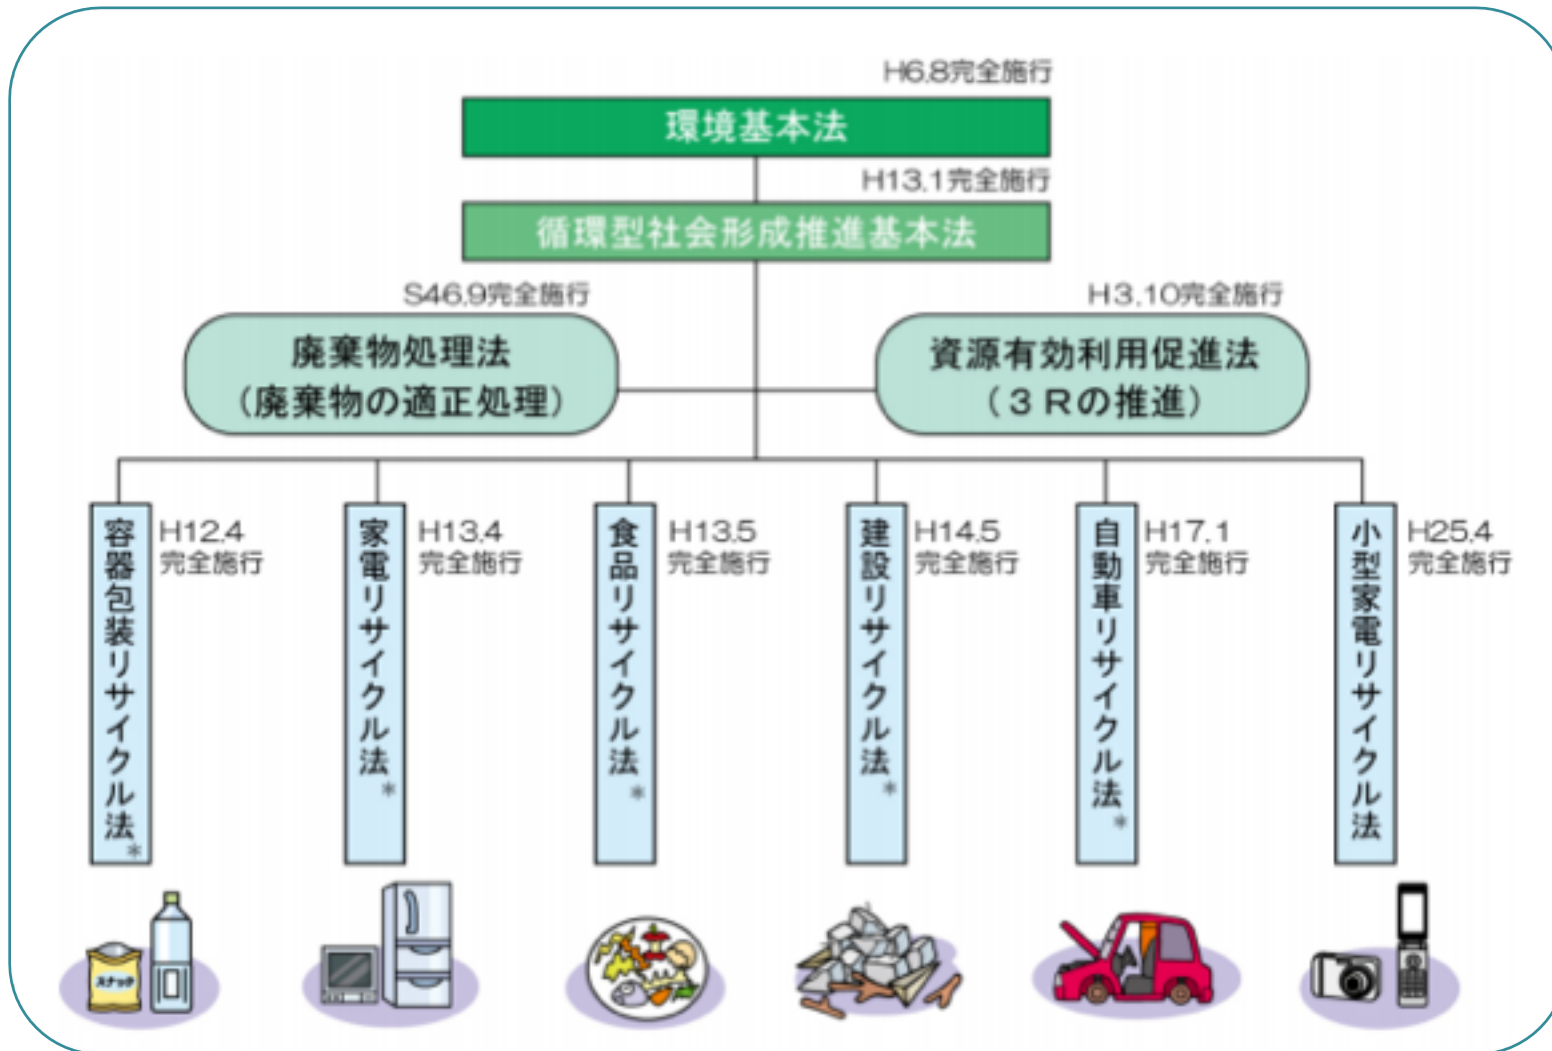 H6.8完全施行
環境基本法
H13.1完全施行
循環型社会形成推進基本法
S46.9完全施行
廃棄物処理法
（廃棄物の適正処理）
H3.10完全施行
資源有効利用促進法
（３Ｒの推進）
容器包装リサイクル法*
H12.4
完全施行
家電リサイクル法*
H13.4
完全施行
食品リサイクル法*
H13.5
完全施行
建設リサイクル法*
H14.5
完全施行
自動車リサイクル法*
H17.1
完全施行
小型家電リサイクル法
H25.4
完全施行
スナック